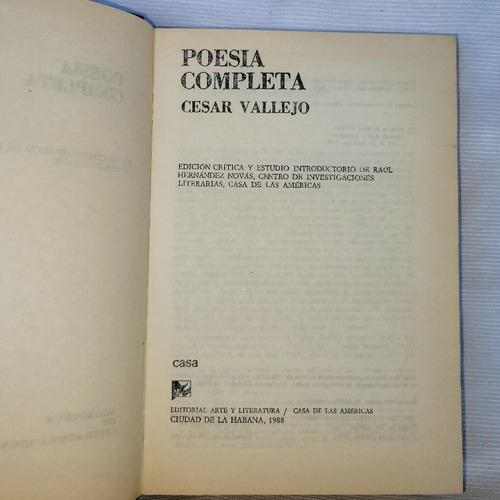 POESIA
COMPLETA
CESAR VALLEJO
EDICIÓN CRÍTICA Y ESTUDIO INTRODUCTORIO DE RAÚL
HERNÁNDEZ NOVÁS, CENTRO DE INVESTIGACIONES
LITERARIAS, CASA DE LAS AMÉRICAS
casa
EDITORIAL ARTE Y LITERATURA / CASA DE LAS AMÉRICAS
CIUDAD DE LA HABANA, 1988